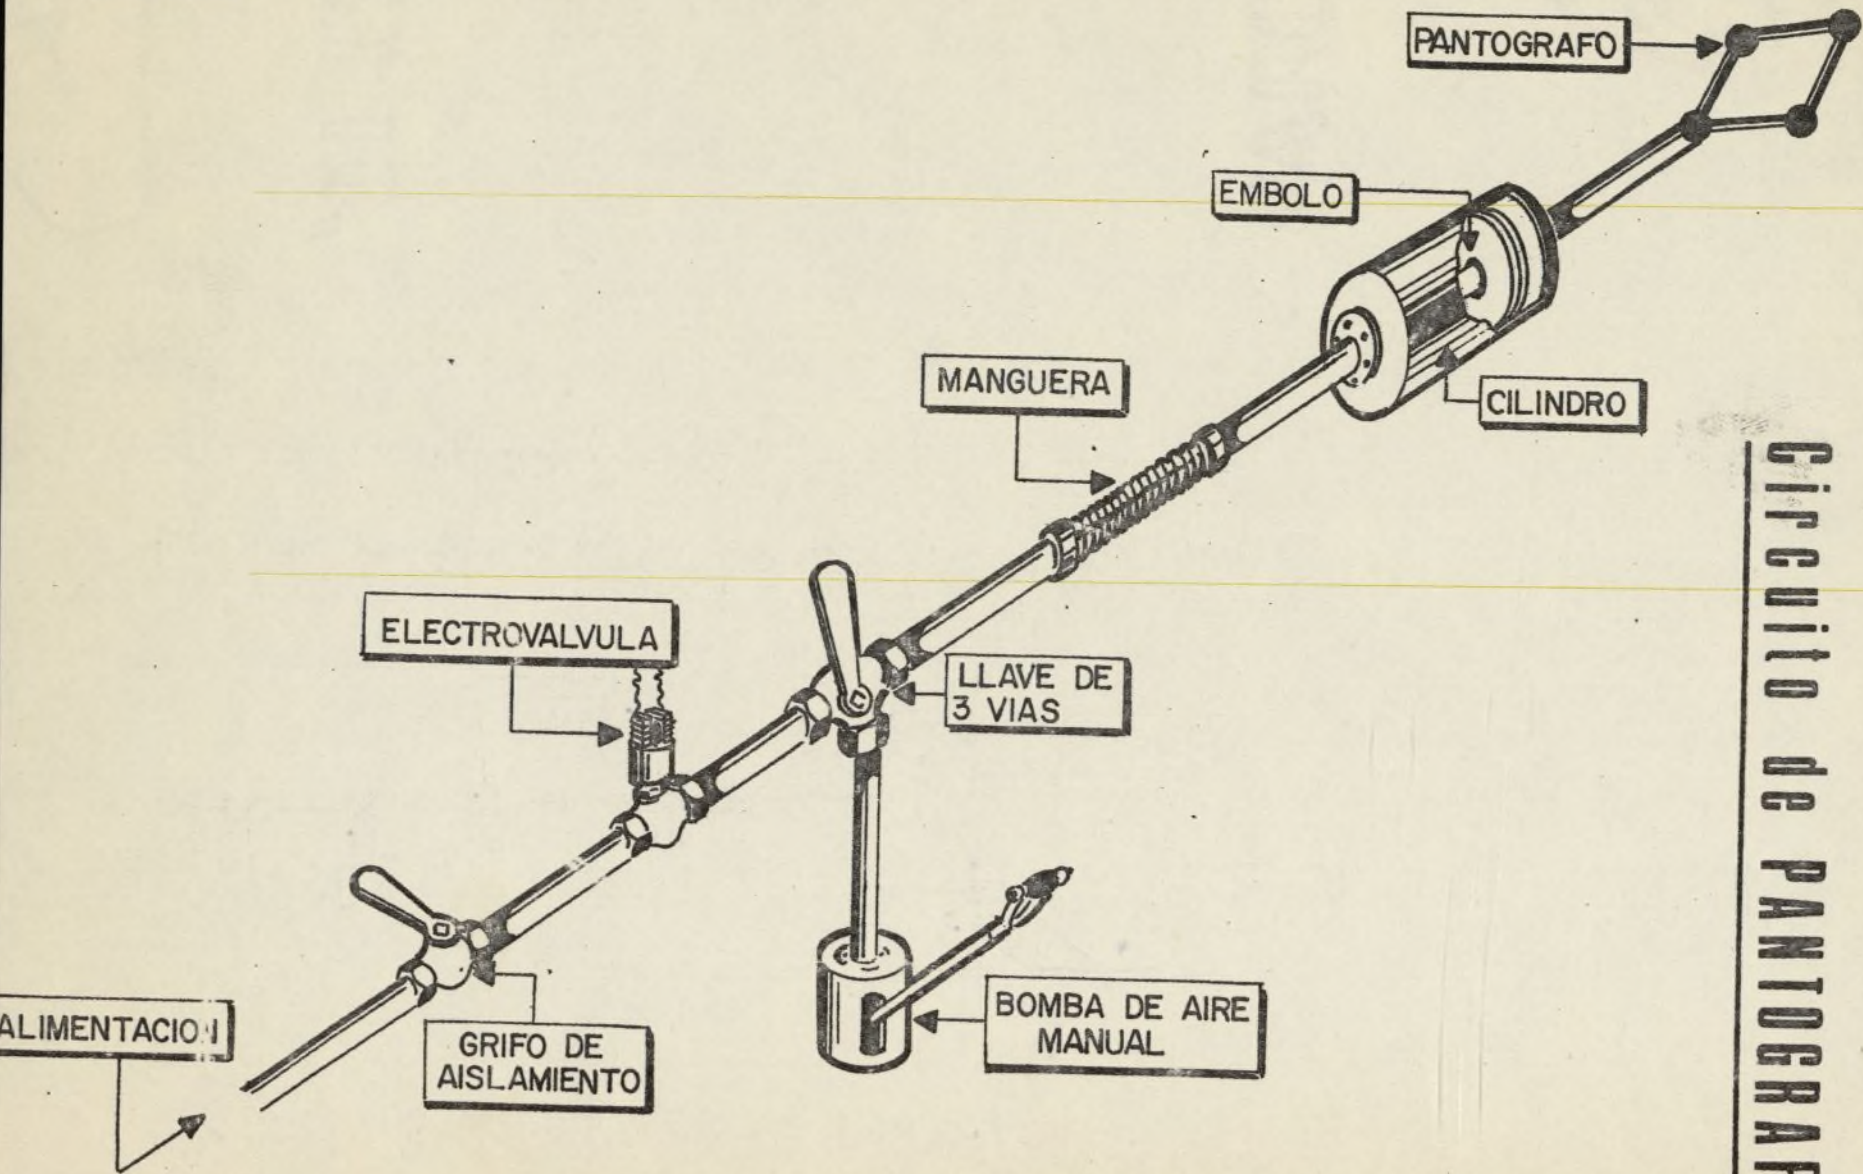 PANTOGRAFO
EMBOLO
MANGUERA
CILINDRO
ELECTROVALVULA
LLAVE DE
3 VIAS
ALIMENTACION
GRIFO DE
AISLAMIENTO
BOMBA DE AIRE
MANUAL
Circuito de PANTOGRAF